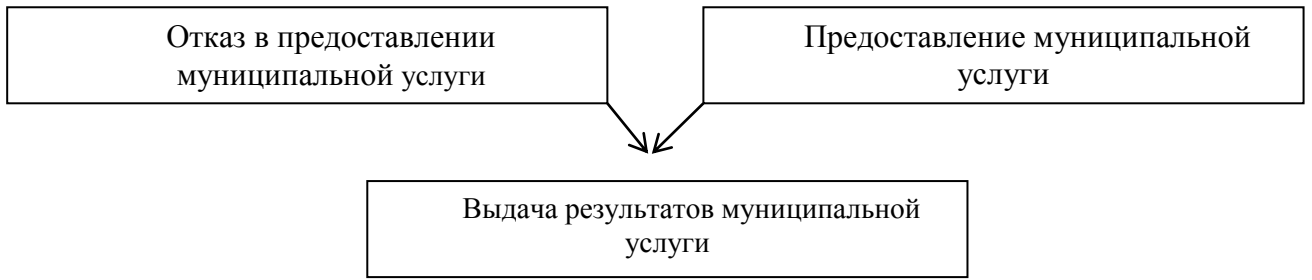 Отказ в предоставлении
муниципальной услуги
Предоставление муниципальной
услуги
Выдача результатов муниципальной
услуги